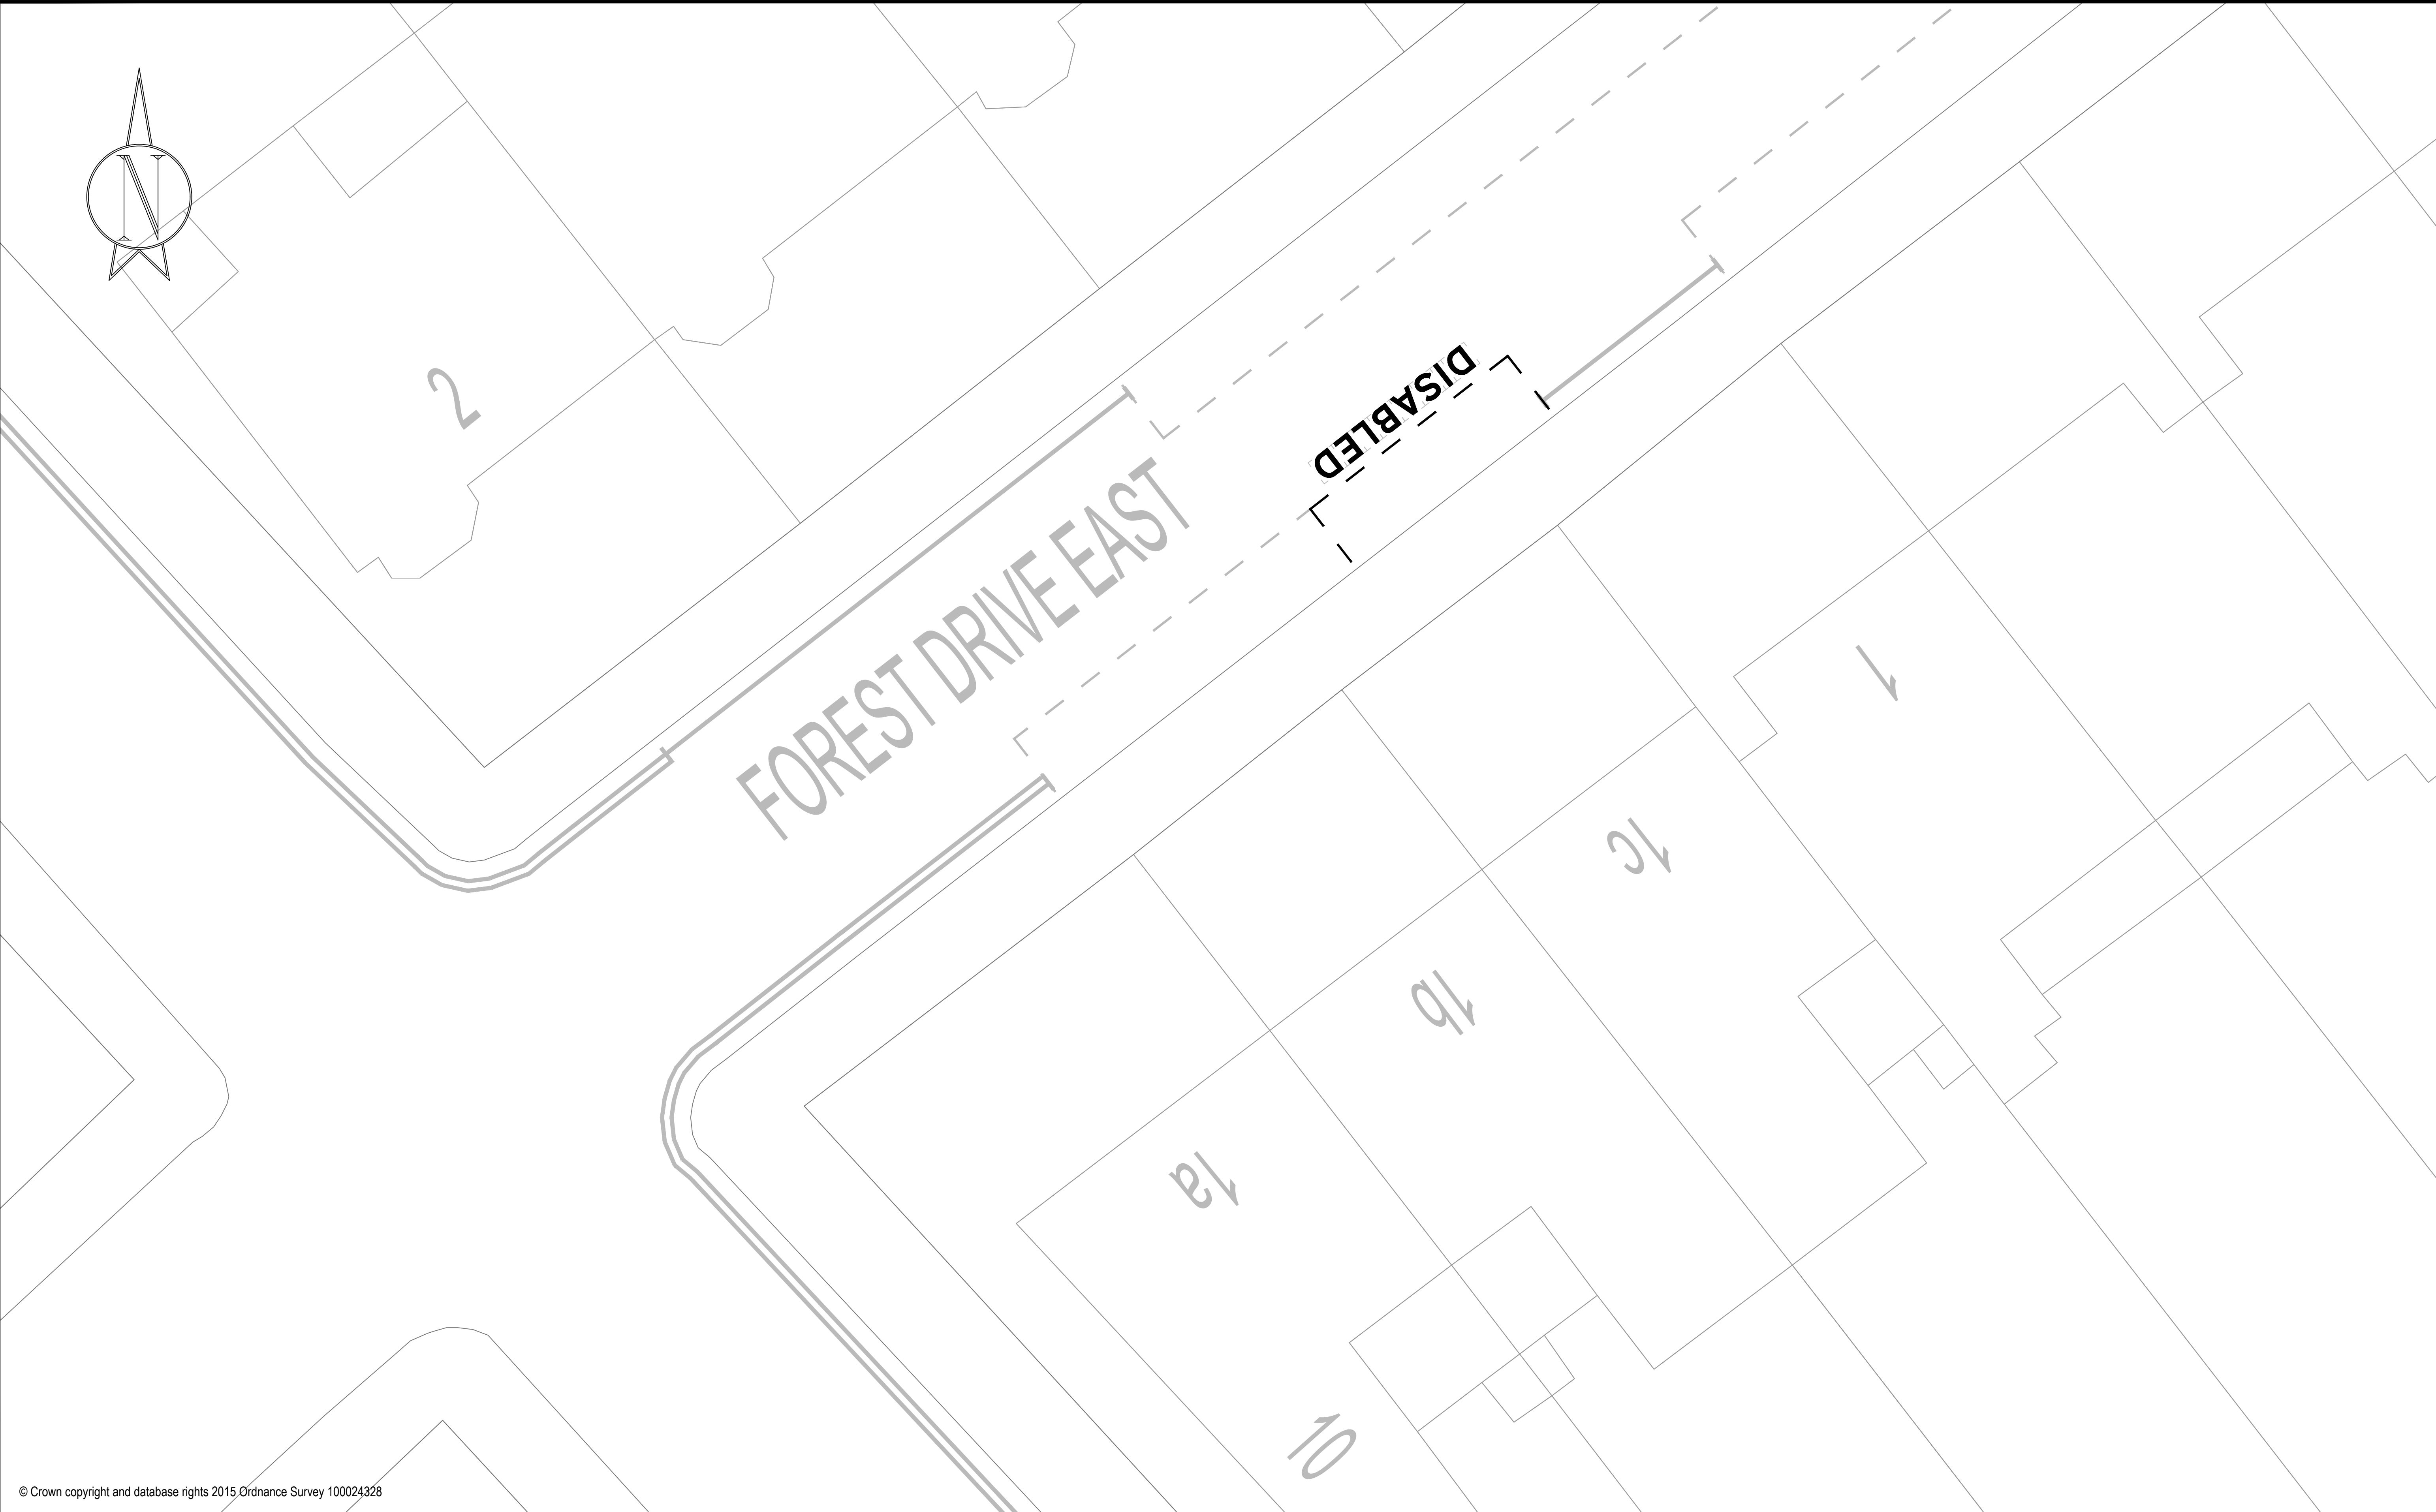 N
2
DISABLED
FOREST DRIVE EAST
1
1c
1b
1a
10
© Crown copyright and database rights 2015 Ordnance Survey 100024328